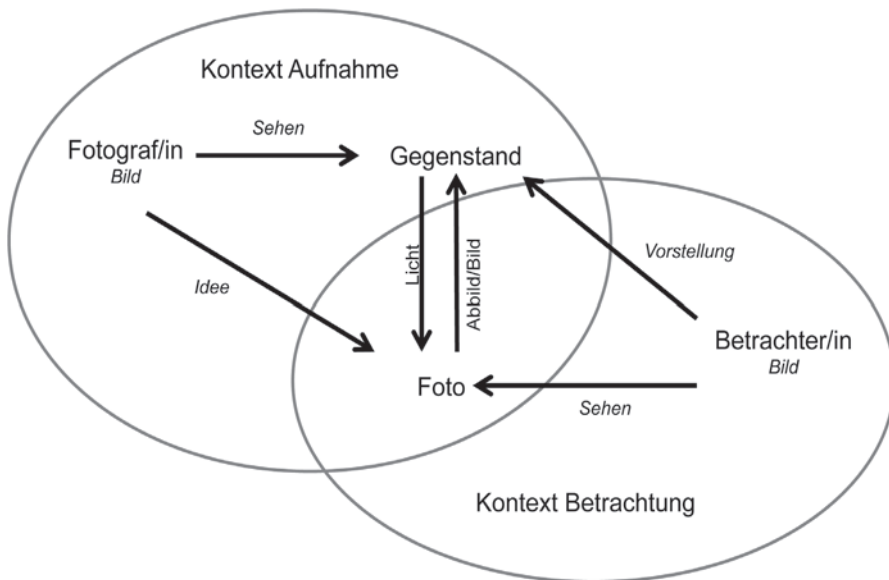 Kontext Aufnahme
Sehen
Fotograf/in
Bild
Gegenstand
Licht
Abbild/Bild
Idee
Vorstellung
Betrachter/in
Bild
Foto
Sehen
Kontext Betrachtung